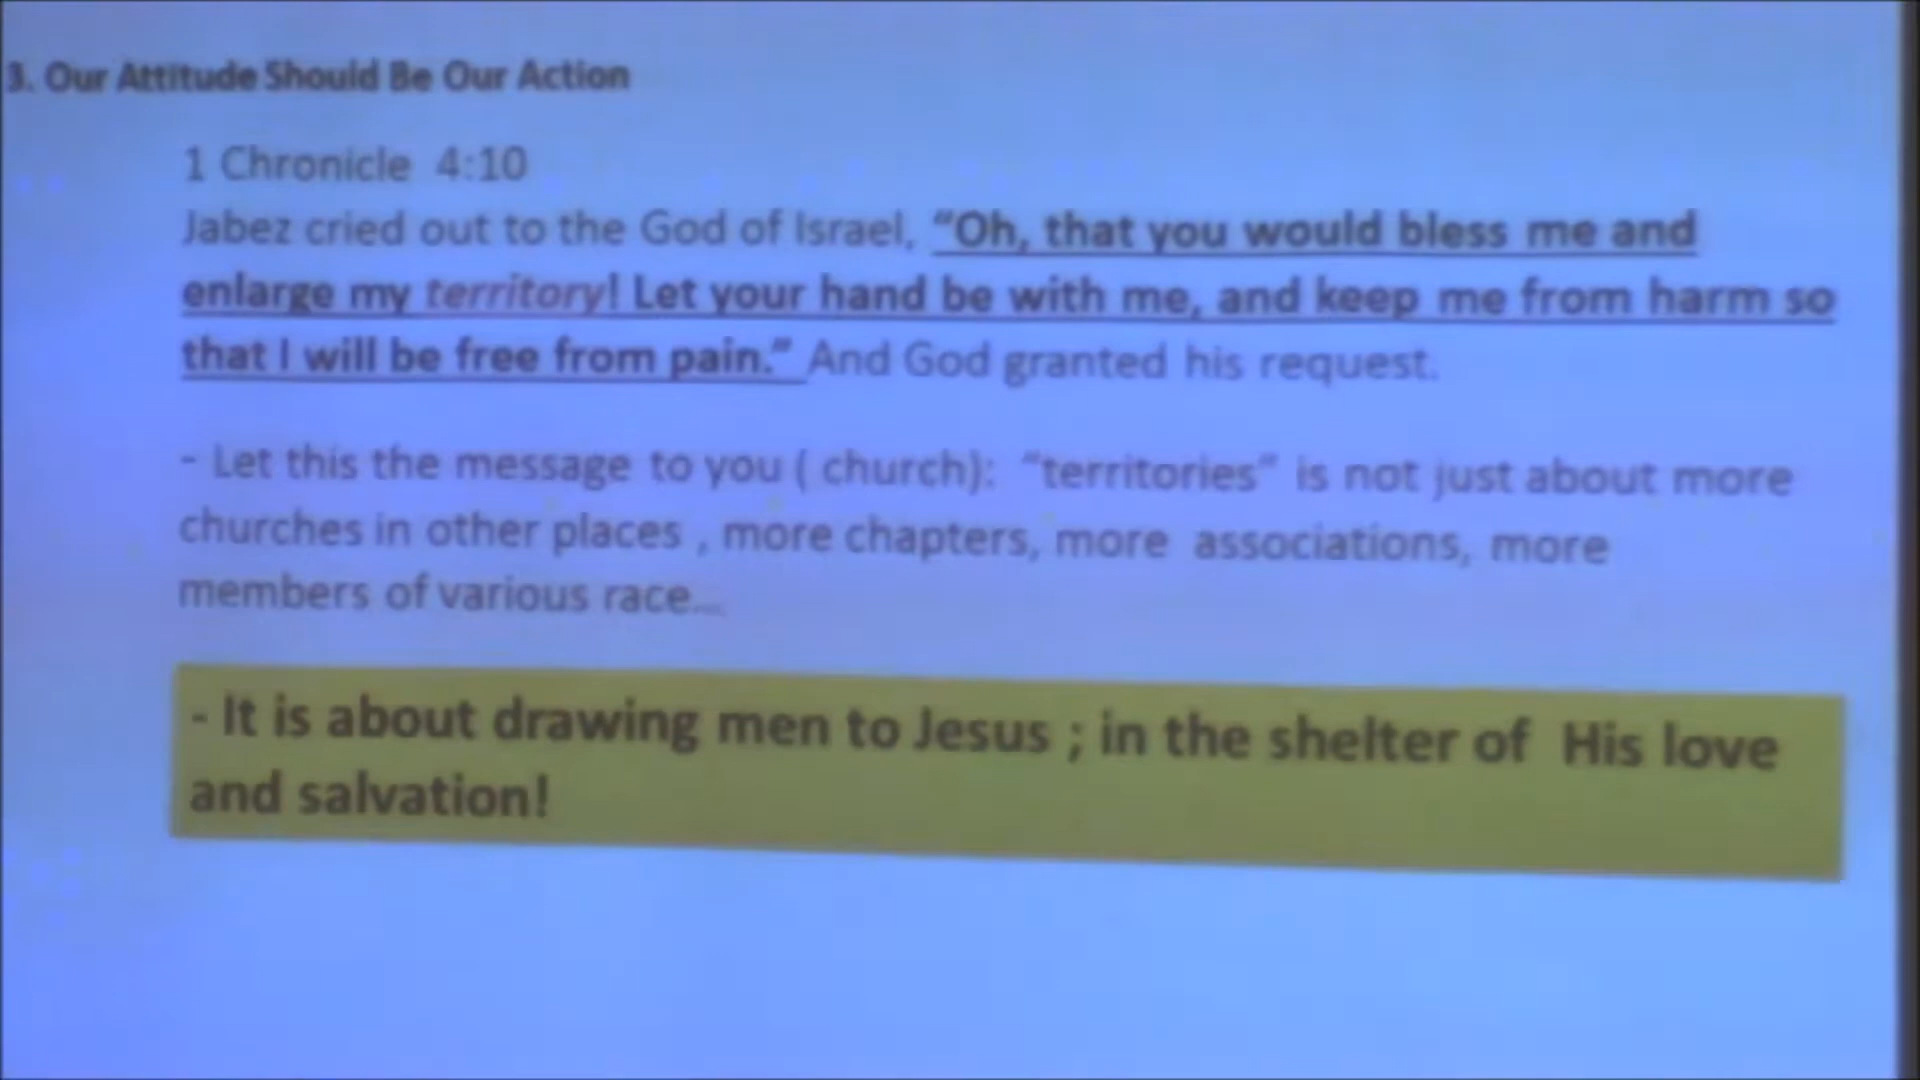 3. Our Attitude Should Be Our Action
1 Chronicle 4:10
Jabez cried out to the God of Israel, “Oh, that you would bless me and
enlarge my territory! Let your hand be with me, and keep me from harm so
that I will be free from pain.” And God granted his request.
- Let this the message to you ( church): “territories” is not just about more
churches in other places , more chapters, more associations, more
members of various race...
- It is about drawing men to Jesus ; in the shelter of His love
and salvation!